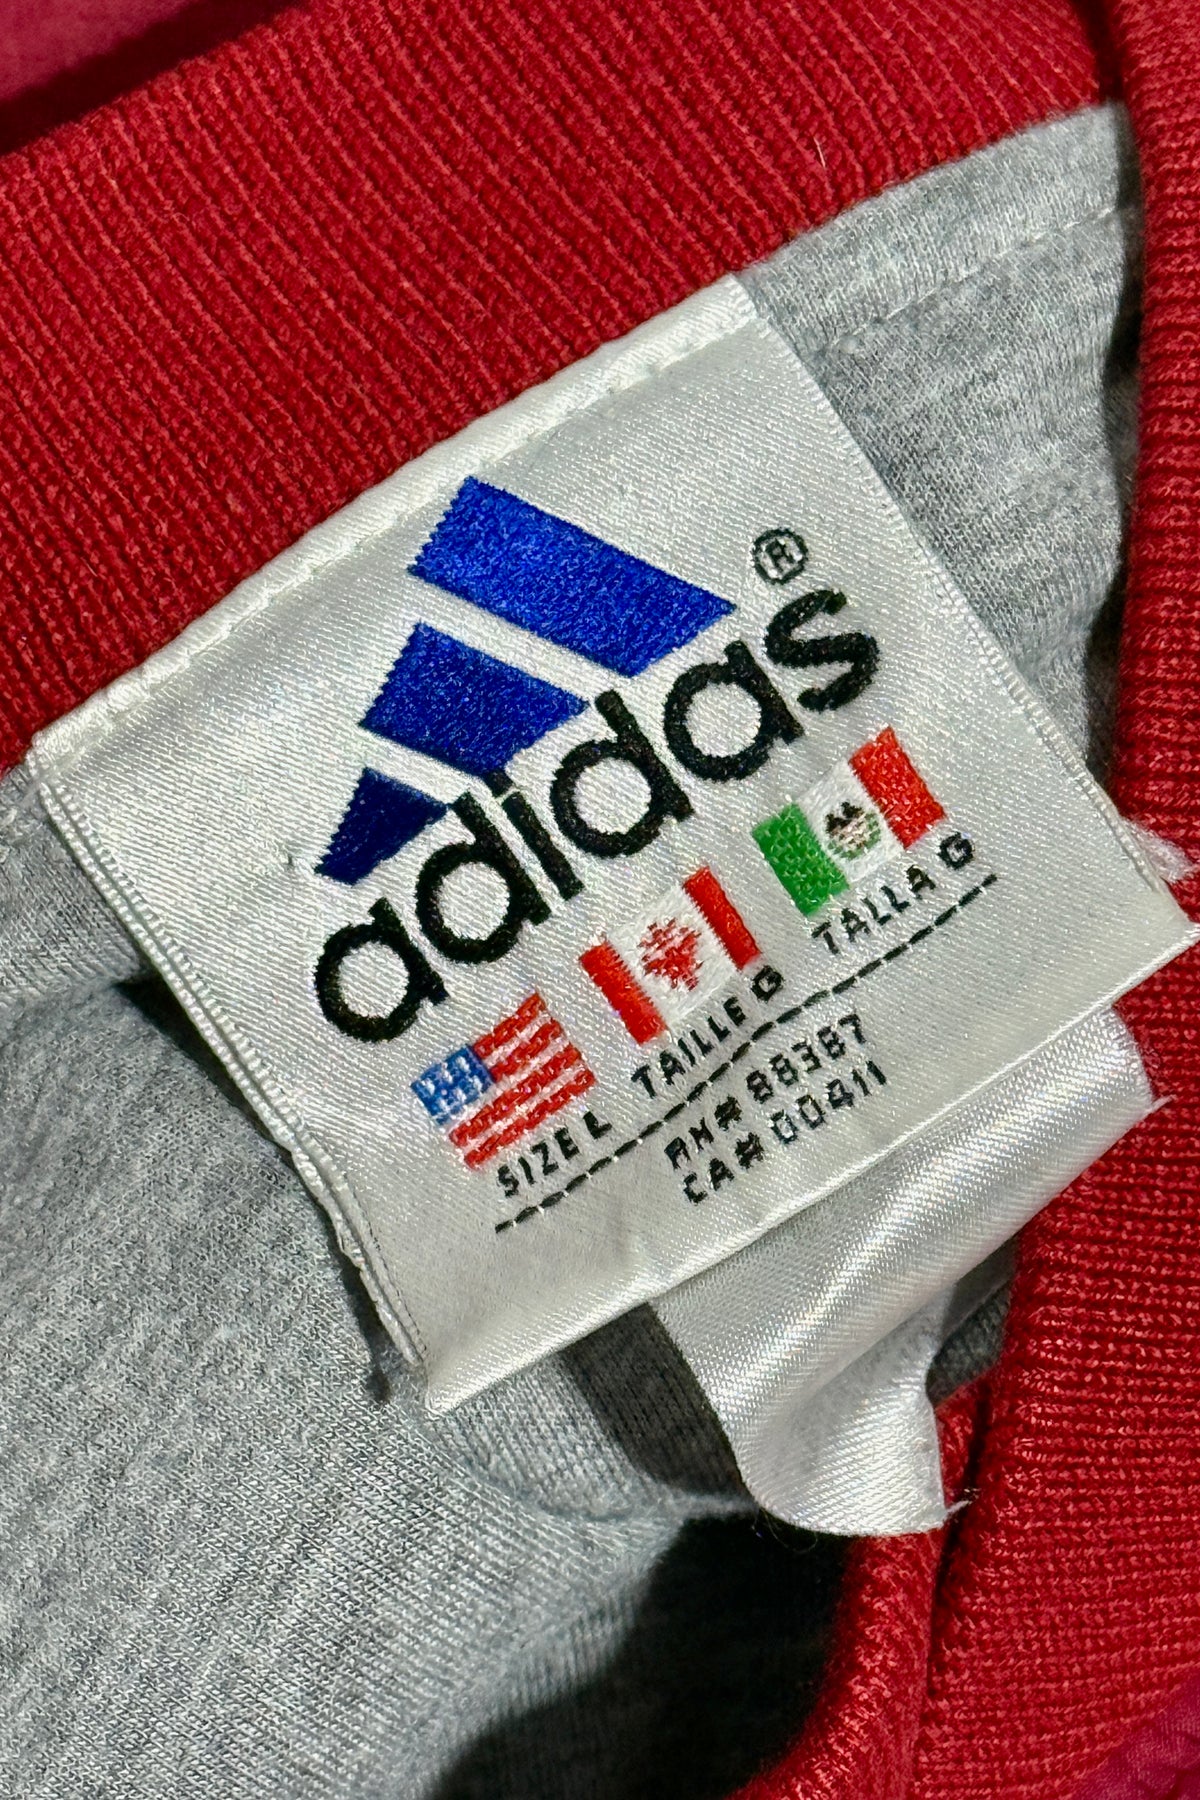 adidas®
SIZE L TAILLE G TALLA G
RN# 88387
CA# 00411